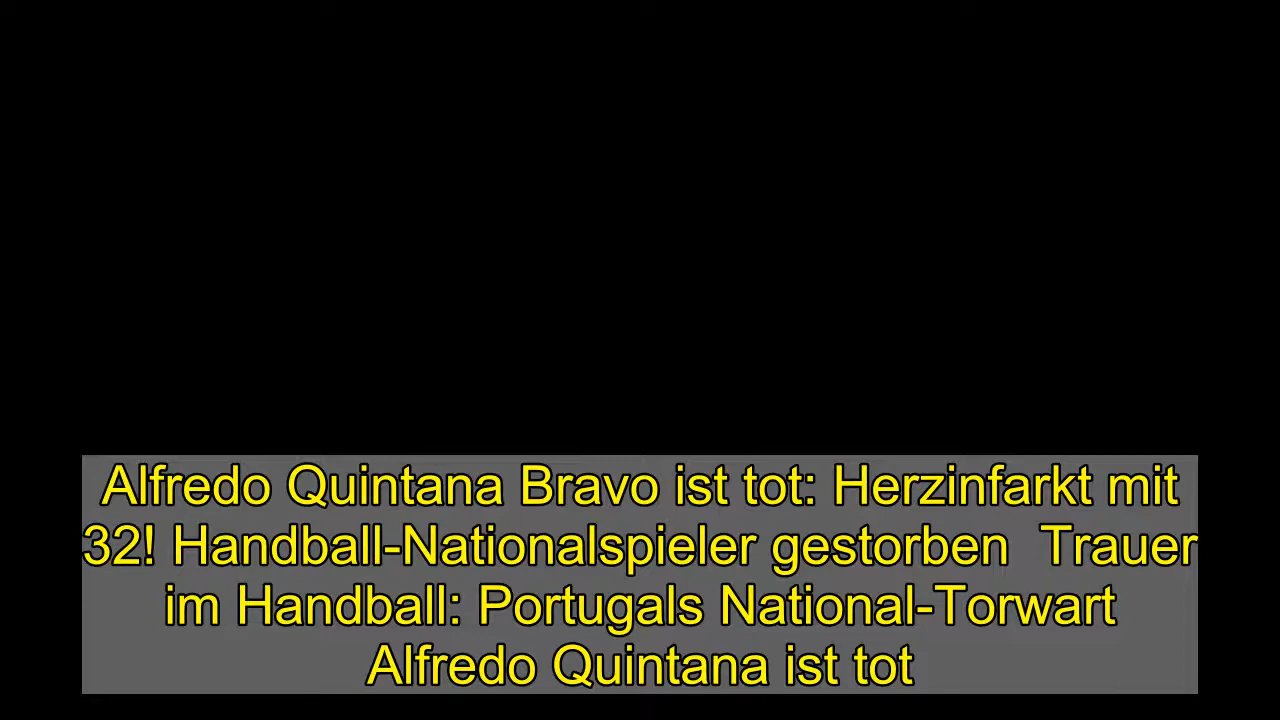 Alfredo Quintana Bravo ist tot: Herzinfarkt mit
32! Handball-Nationalspieler gestorben  Trauer
im Handball: Portugals National-Torwart
Alfredo Quintana ist tot